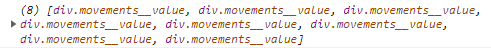 (8) [div.movements__value, div.movements__value, div.movements__value,
div.movements__value, div.movements__value, div.movements__value,
div.movements__value, div.movements__value]